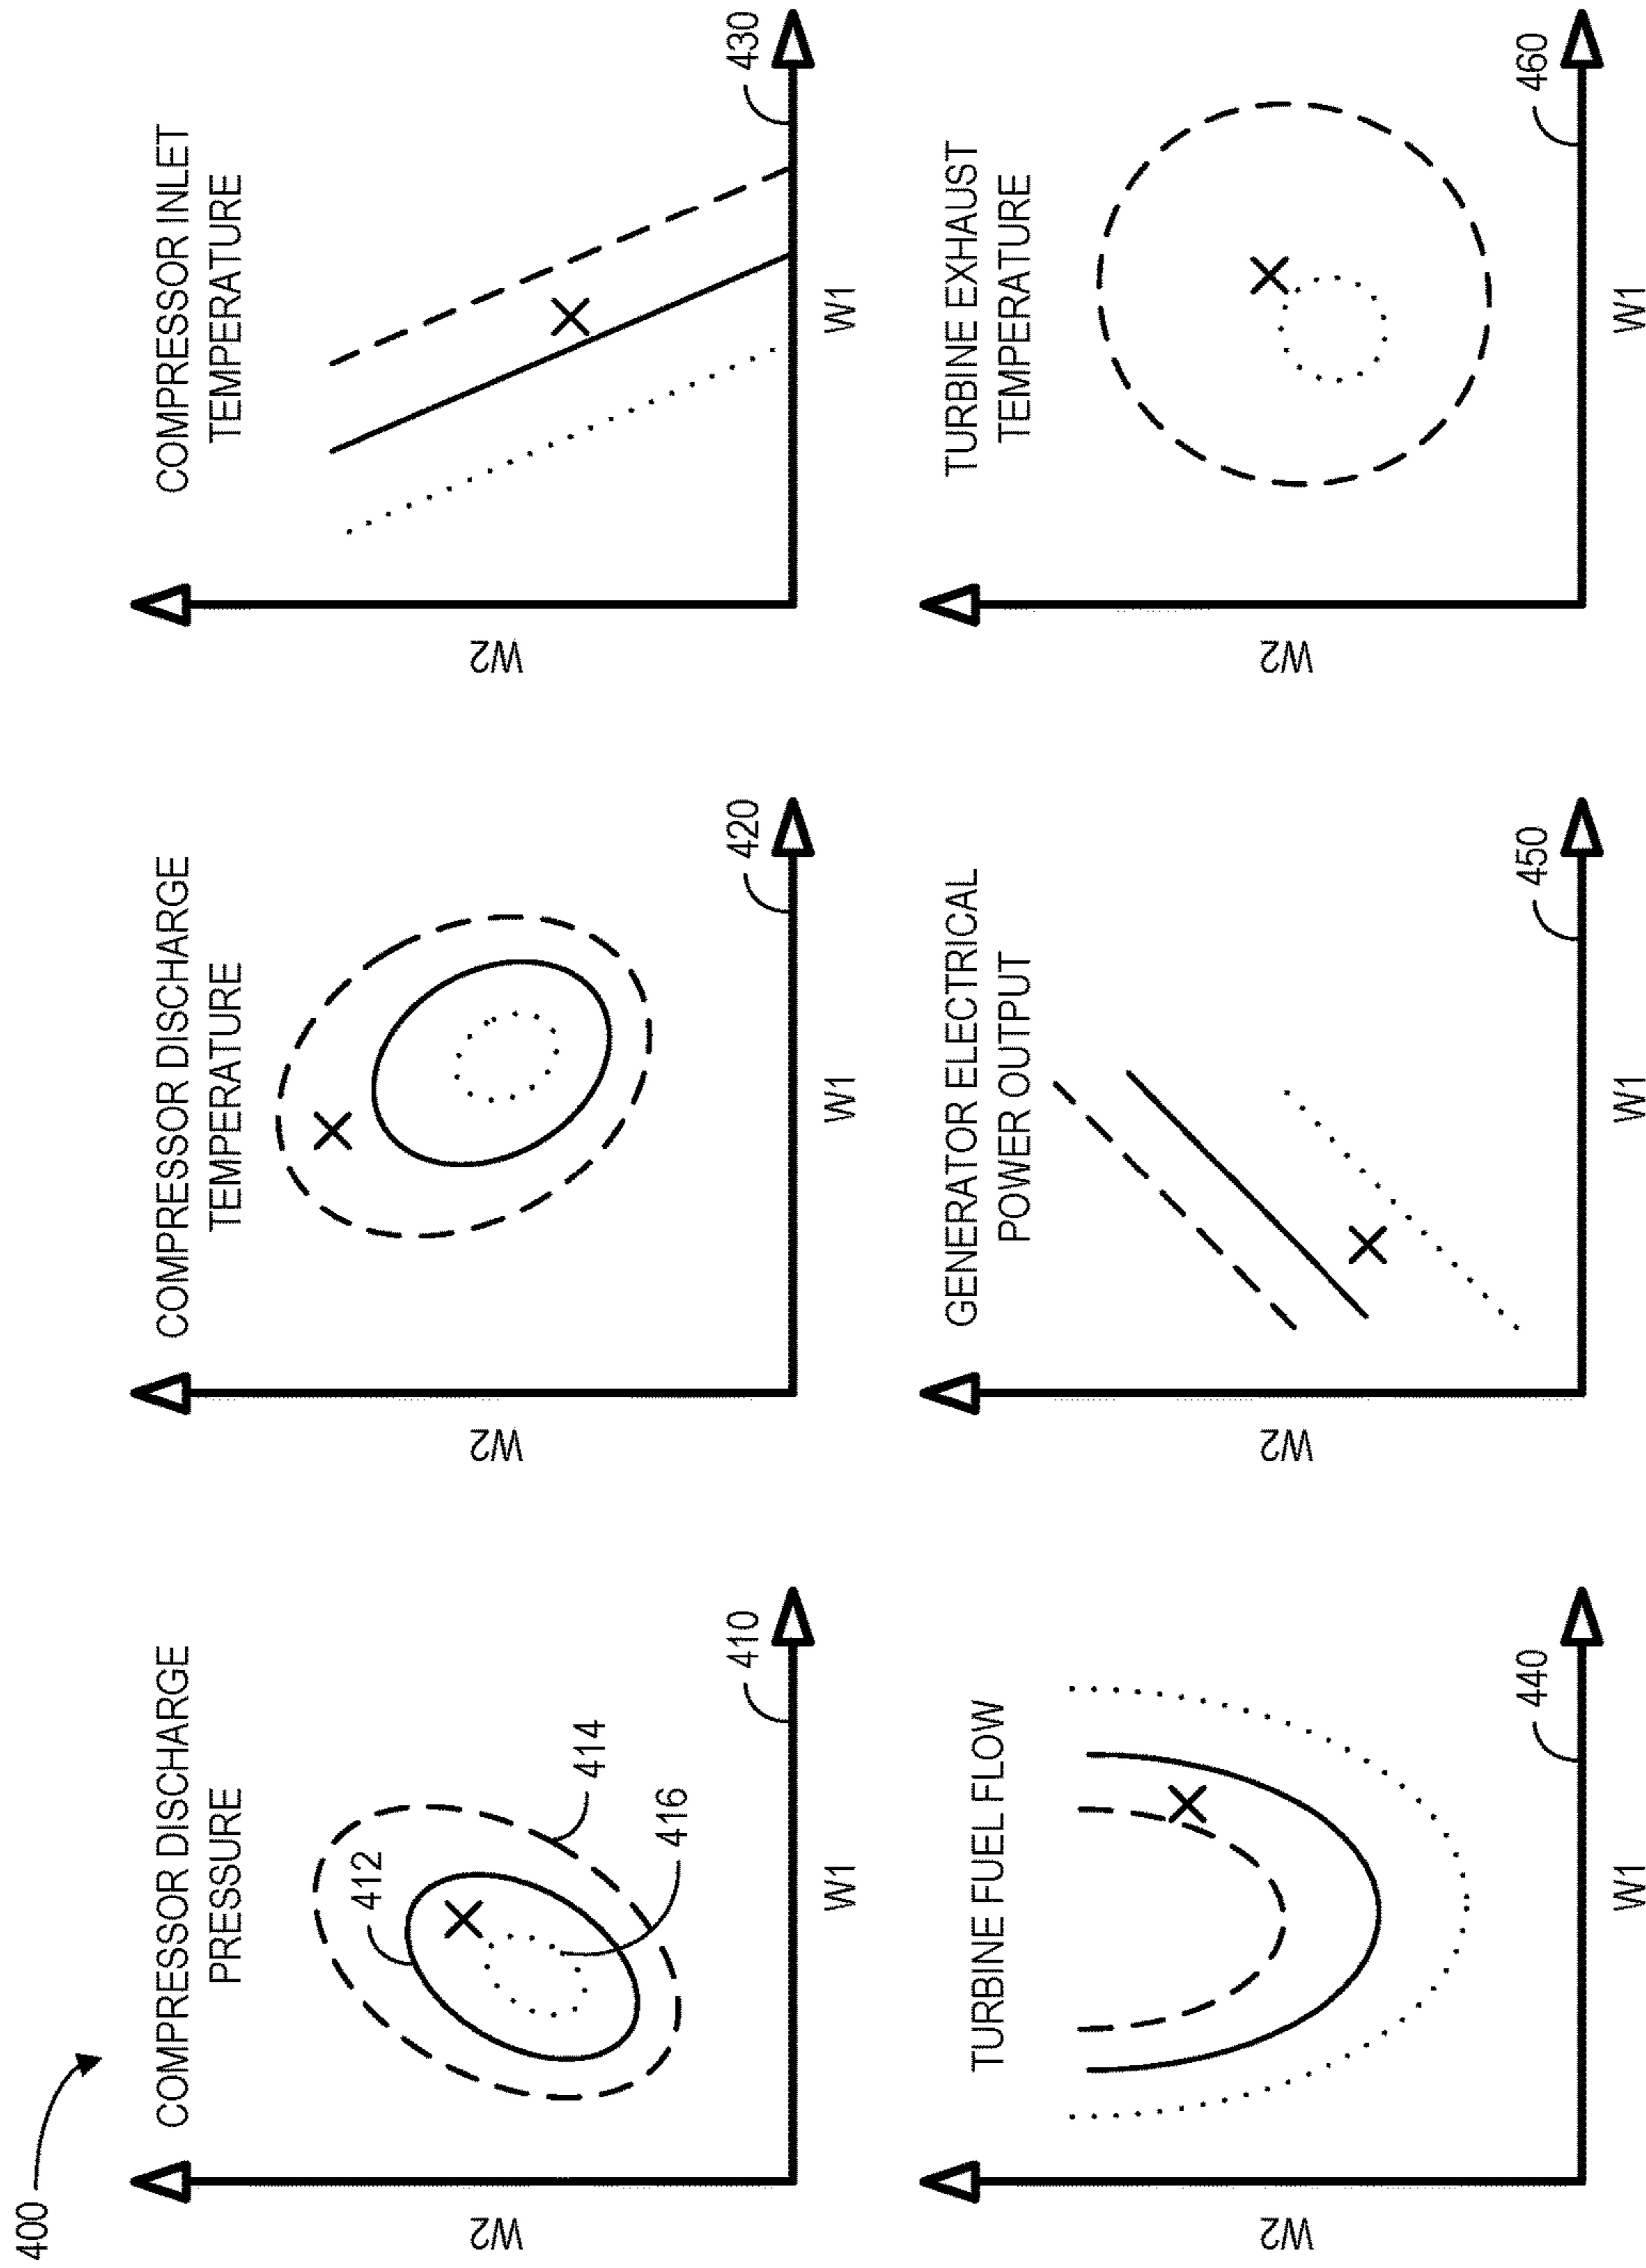 400
COMPRESSOR DISCHARGE
PRESSURE
412
414
416
410
W2
W1
COMPRESSOR DISCHARGE
TEMPERATURE
420
W2
W1
COMPRESSOR INLET
TEMPERATURE
430
W2
W1
TURBINE FUEL FLOW
440
W2
W1
GENERATOR ELECTRICAL
POWER OUTPUT
450
W2
W1
TURBINE EXHAUST
TEMPERATURE
460
W2
W1